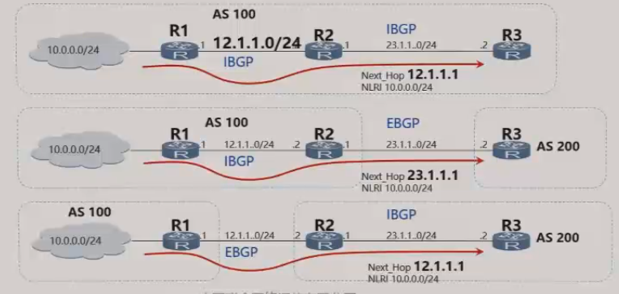 AS 100
R1
R2
IBGP
R3
10.0.0.0/24
.1
12.1.1.0/24
.1
23.1.1..0/24
.2
IBGP
Next_Hop 12.1.1.1
NLRI 10.0.0.0/24
AS 100
EBGP
R1
R2
R3
10.0.0.0/24
.1
12.1.1..0/24
.2
.1
23.1.1..0/24
.2
AS 200
IBGP
Next_Hop 23.1.1.1
NLRI 10.0.0.0/24
AS 100
IBGP
R1
R2
R3
10.0.0.0/24
.1
12.1.1..0/24
.2
.1
23.1.1..0/24
.2
AS 200
EBGP
Next_Hop 12.1.1.1
NLRI 10.0.0.0/24